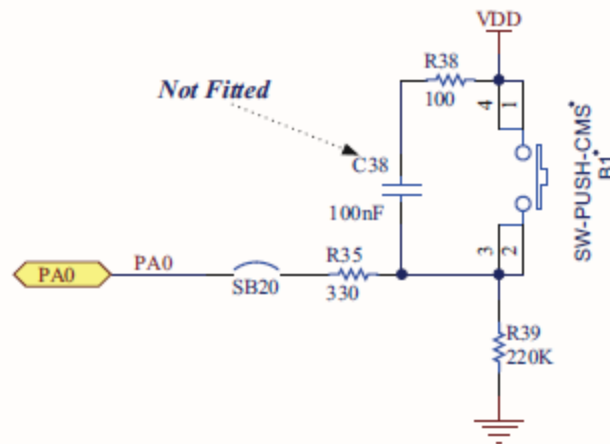 VDD
R38
100
Not Fitted
4
1
C38
100nF
SW-PUSH-CMS*
B1*
3
2
PA0
PA0
SB20
R35
330
R39
220K